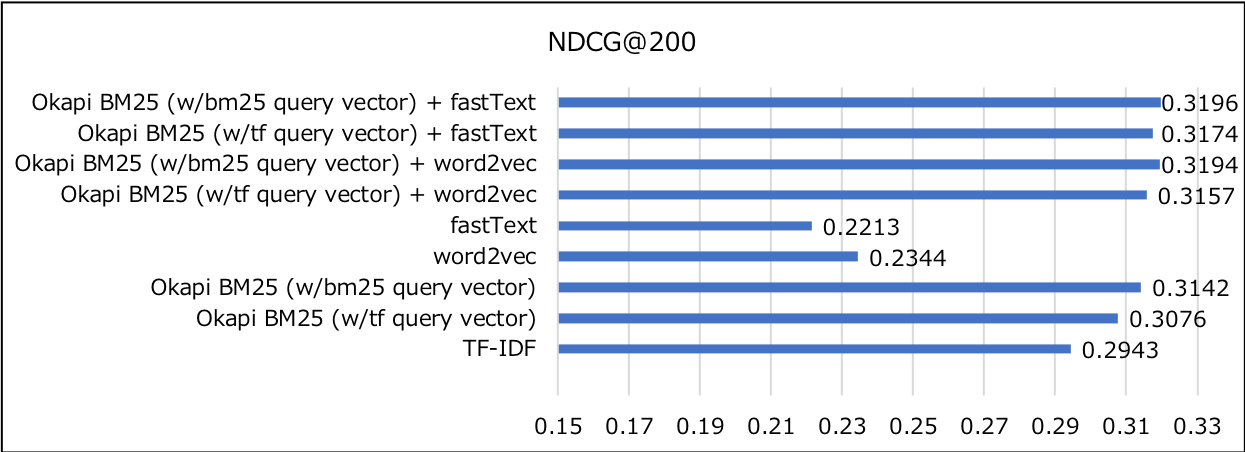 NDCG@200
Okapi BM25 (w/bm25 query vector) + fastText 0.3196
Okapi BM25 (w/tf query vector) + fastText 0.3174
Okapi BM25 (w/bm25 query vector) + word2vec 0.3194
Okapi BM25 (w/tf query vector) + word2vec 0.3157
fastText 0.2213
word2vec 0.2344
Okapi BM25 (w/bm25 query vector) 0.3142
Okapi BM25 (w/tf query vector) 0.3076
TF-IDF 0.2943
0.15 0.17 0.19 0.21 0.23 0.25 0.27 0.29 0.31 0.33